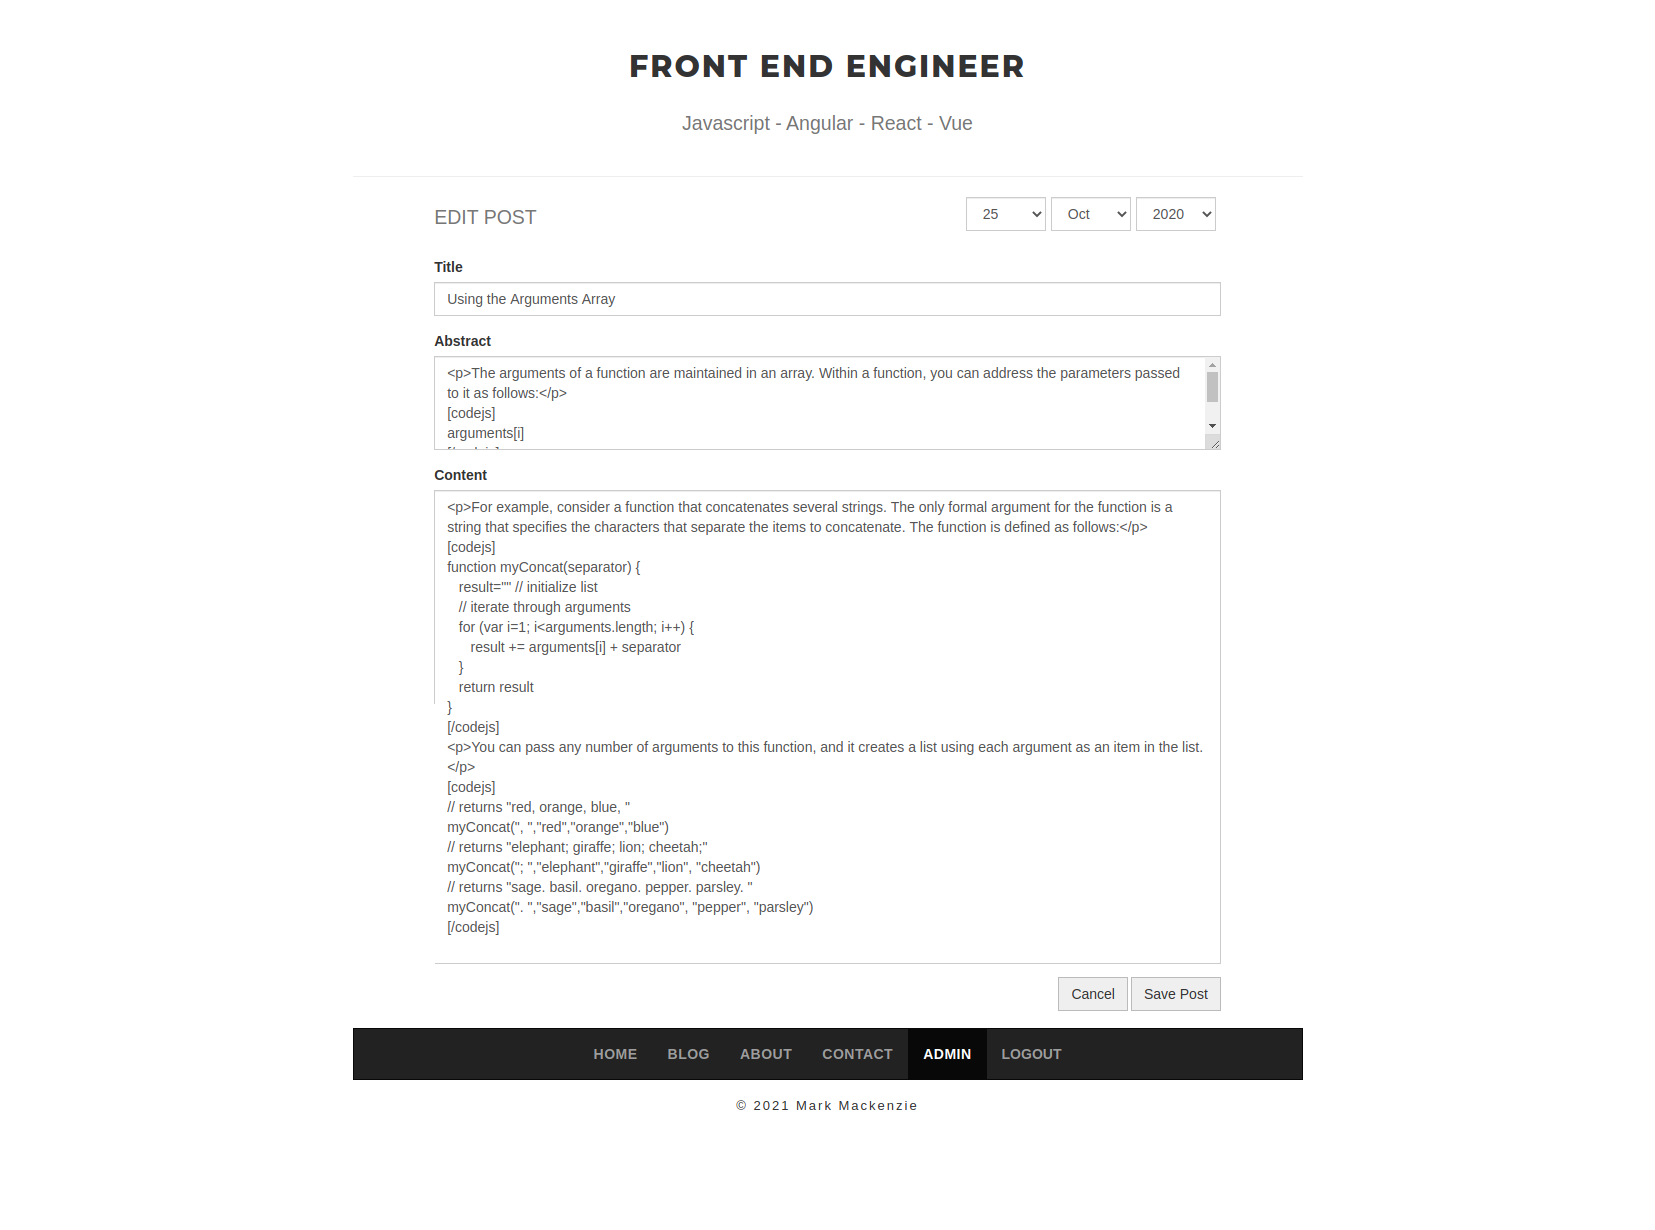 FRONT END ENGINEER
Javascript - Angular - React - Vue
EDIT POST
25 Oct 2020
Title
Using the Arguments Array
Abstract
<p>The arguments of a function are maintained in an array. Within a function, you can address the parameters passed
to it as follows:</p>
[codejs]
arguments[i]
Content
<p>For example, consider a function that concatenates several strings. The only formal argument for the function is a
string that specifies the characters that separate the items to concatenate. The function is defined as follows:</p>
[codejs]
function myConcat(separator) {
   result="" // initialize list
   // iterate through arguments
   for (var i=1; i<arguments.length; i++) {
      result += arguments[i] + separator
   }
   return result
}
[/codejs]
<p>You can pass any number of arguments to this function, and it creates a list using each argument as an item in the list.
</p>
[codejs]
// returns "red, orange, blue, "
myConcat(", ","red","orange","blue")
// returns "elephant; giraffe; lion; cheetah;"
myConcat("; ","elephant","giraffe","lion", "cheetah")
// returns "sage. basil. oregano. pepper. parsley. "
myConcat(". ","sage","basil","oregano", "pepper", "parsley")
[/codejs]
Cancel Save Post
HOME BLOG ABOUT CONTACT ADMIN LOGOUT
© 2021 Mark Mackenzie